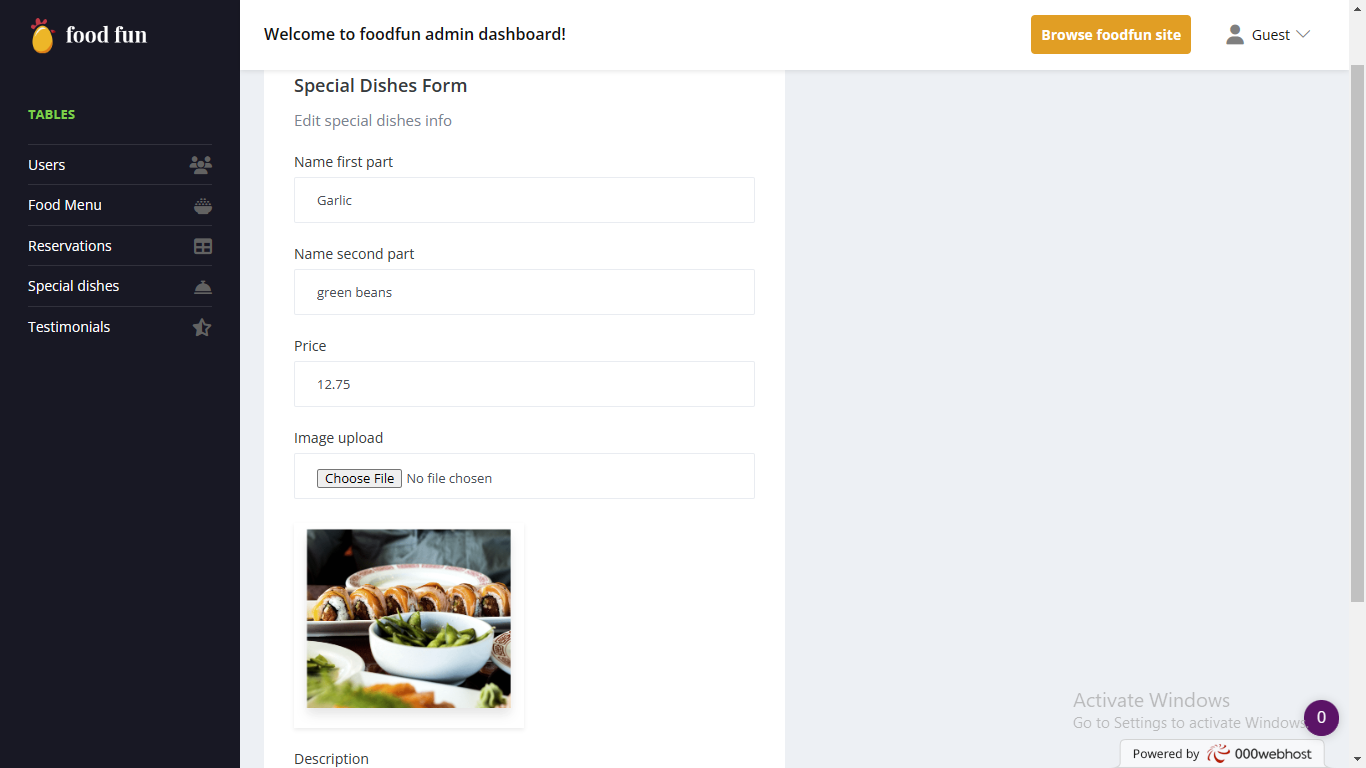 food fun
Welcome to foodfun admin dashboard!
Browse foodfun site
Guest
TABLES
Users
Food Menu
Reservations
Special dishes
Testimonials
Special Dishes Form
Edit special dishes info
Name first part
Garlic
Name second part
green beans
Price
12.75
Image upload
Choose File No file chosen
Description
Activate Windows
Go to Settings to activate Windows.
0
Powered by 000webhost